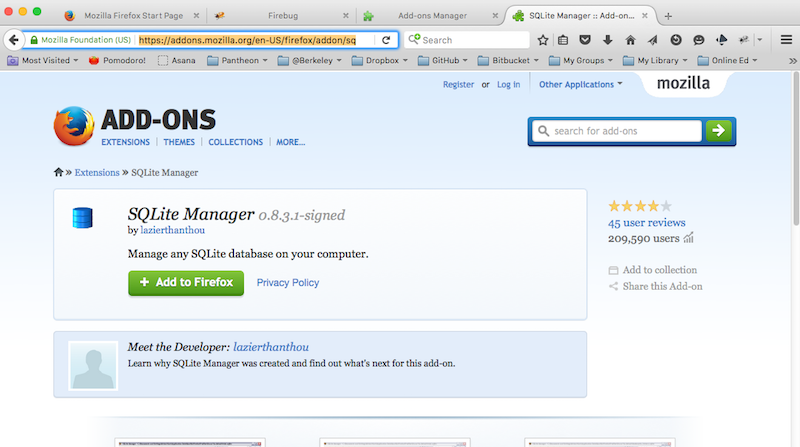 Mozilla Firefox Start Page
Firebug
Add-ons Manager
SQLite Manager :: Add-on...
Mozilla Foundation (US)
https://addons.mozilla.org/en-US/firefox/addon/sq
Search
Most Visited
Pomodoro!
Asana
Pantheon
@Berkeley
Dropbox
GitHub
Bitbucket
My Groups
My Library
Online Ed
Register or Log in
Other Applications
mozilla
ADD-ONS
EXTENSIONS
THEMES
COLLECTIONS
MORE...
search for add-ons
» Extensions » SQLite Manager
SQLite Manager 0.8.3.1-signed
by lazierthanthou
Manage any SQLite database on your computer.
+ Add to Firefox
Privacy Policy
45 user reviews
209,590 users
Add to collection
Share this Add-on
Meet the Developer: lazierthanthou
Learn why SQLite Manager was created and find out what's next for this add-on.